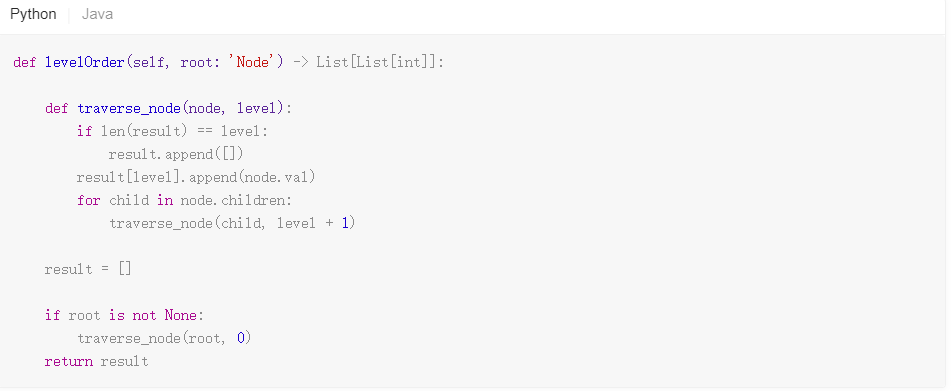 Python Java
def levelOrder(self, root: 'Node') -> List[List[int]]:
    def traverse_node(node, level):
        if len(result) == level:
            result.append([])
        result[level].append(node.val)
        for child in node.children:
            traverse_node(child, level + 1)
    result = []
    if root is not None:
        traverse_node(root, 0)
    return result